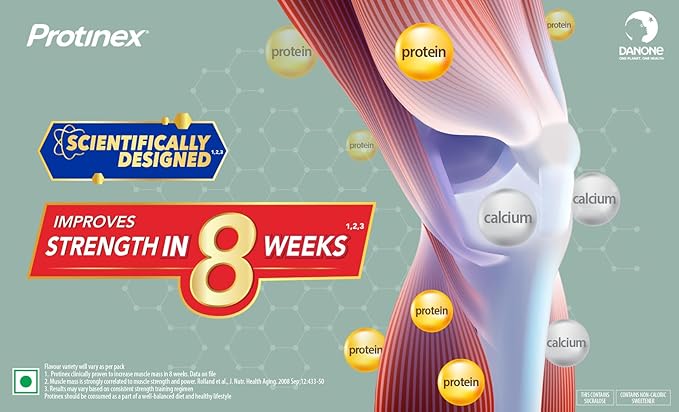 Protinex
DANONE
ONE PLANET. ONE HEALTH
protein
protein
protein
protein
SCIENTIFICALLY
DESIGNED 1,2,3
calcium
calcium
IMPROVES
STRENGTH IN 8 WEEKS 1,2,3
protein
calcium
protein
protein
Flavour variety will vary as per pack
1. Protinex clinically proven to increase muscle mass in 8 weeks. Data on file
2. Muscle mass is strongly correlated to muscle strength and power. Rolland et al., J. Nutr. Health Aging. 2008 Sep;12:433-50
3. Results may vary based on consistent strength training regimen
Protinex should be consumed as a part of a well-balanced diet and healthy lifestyle
THIS CONTAINS
SUCRALOSE
CONTAINS NON-CALORIC
SWEETENER